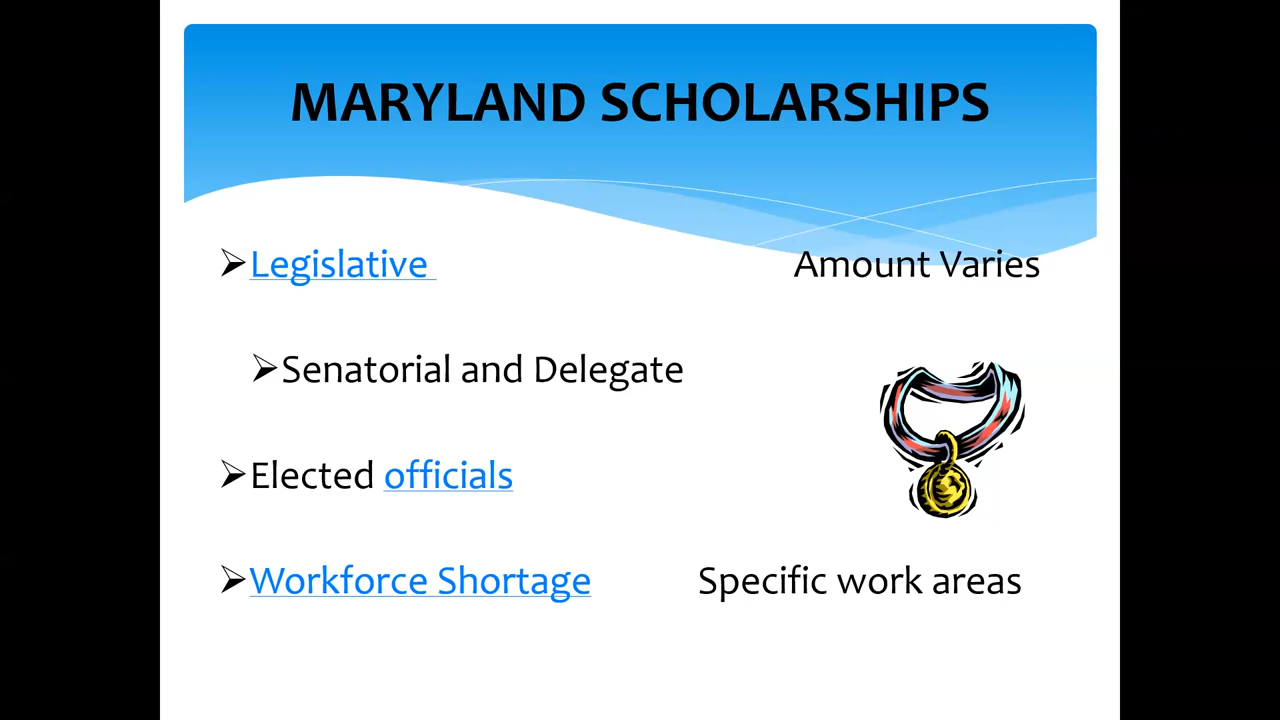 MARYLAND SCHOLARSHIPS
Legislative Amount Varies
Senatorial and Delegate
Elected officials
Workforce Shortage Specific work areas